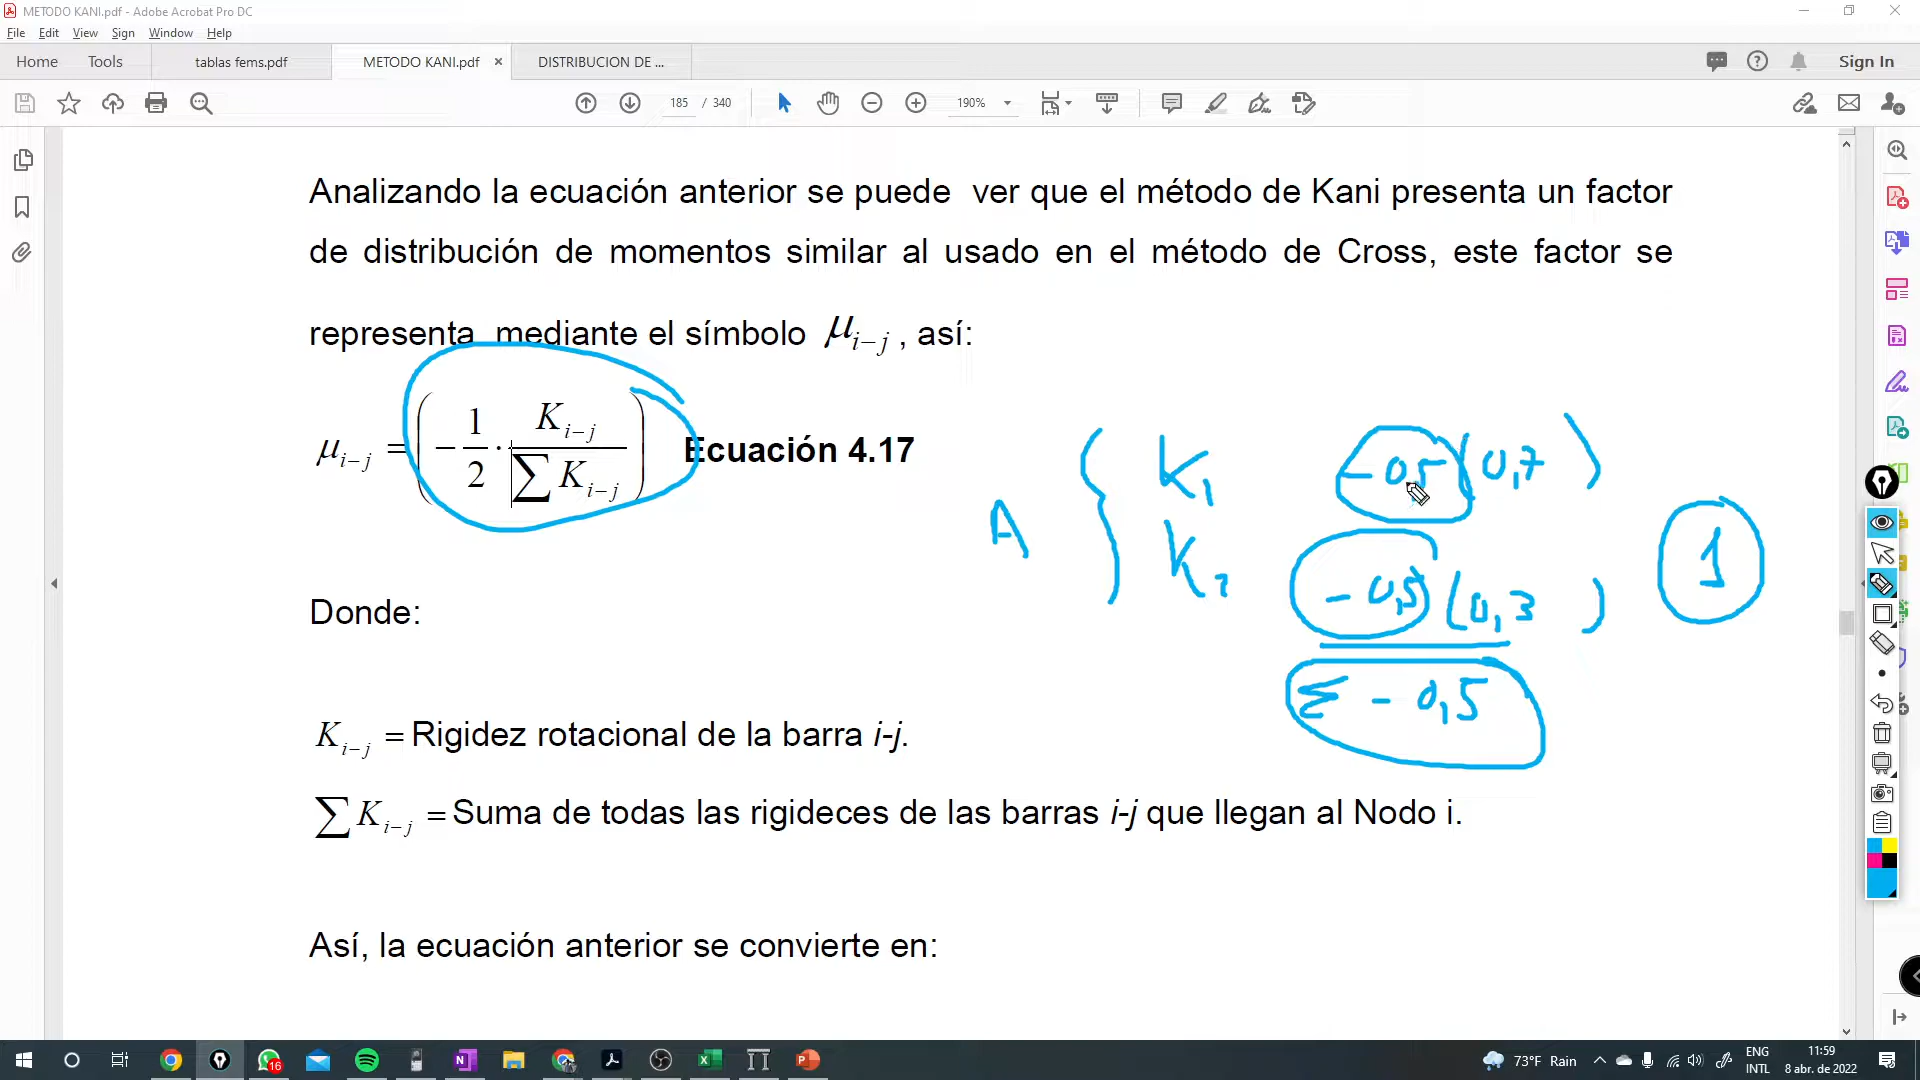 METODO KANI.pdf - Adobe Acrobat Pro DC
File Edit View Sign Window Help
Home Tools tablas fems.pdf METODO KANI.pdf × DISTRIBUCION DE ... Sign In
185 / 340 190%
Analizando la ecuación anterior se puede ver que el método de Kani presenta un factor
de distribución de momentos similar al usado en el método de Cross, este factor se
representa mediante el símbolo μi−j , así:
μi−j = ( − 1/2 · Ki−j / ∑ Ki−j ) Ecuación 4.17
A { K1 - 0,5 (0,7 )
K2 - 0,5 (0,3 ) 1
Σ - 0,5
Donde:
Ki−j = Rigidez rotacional de la barra i-j.
∑ Ki−j = Suma de todas las rigideces de las barras i-j que llegan al Nodo i.
Así, la ecuación anterior se convierte en:
16 73°F Rain ENG INTL 11:59 8 abr. de 2022